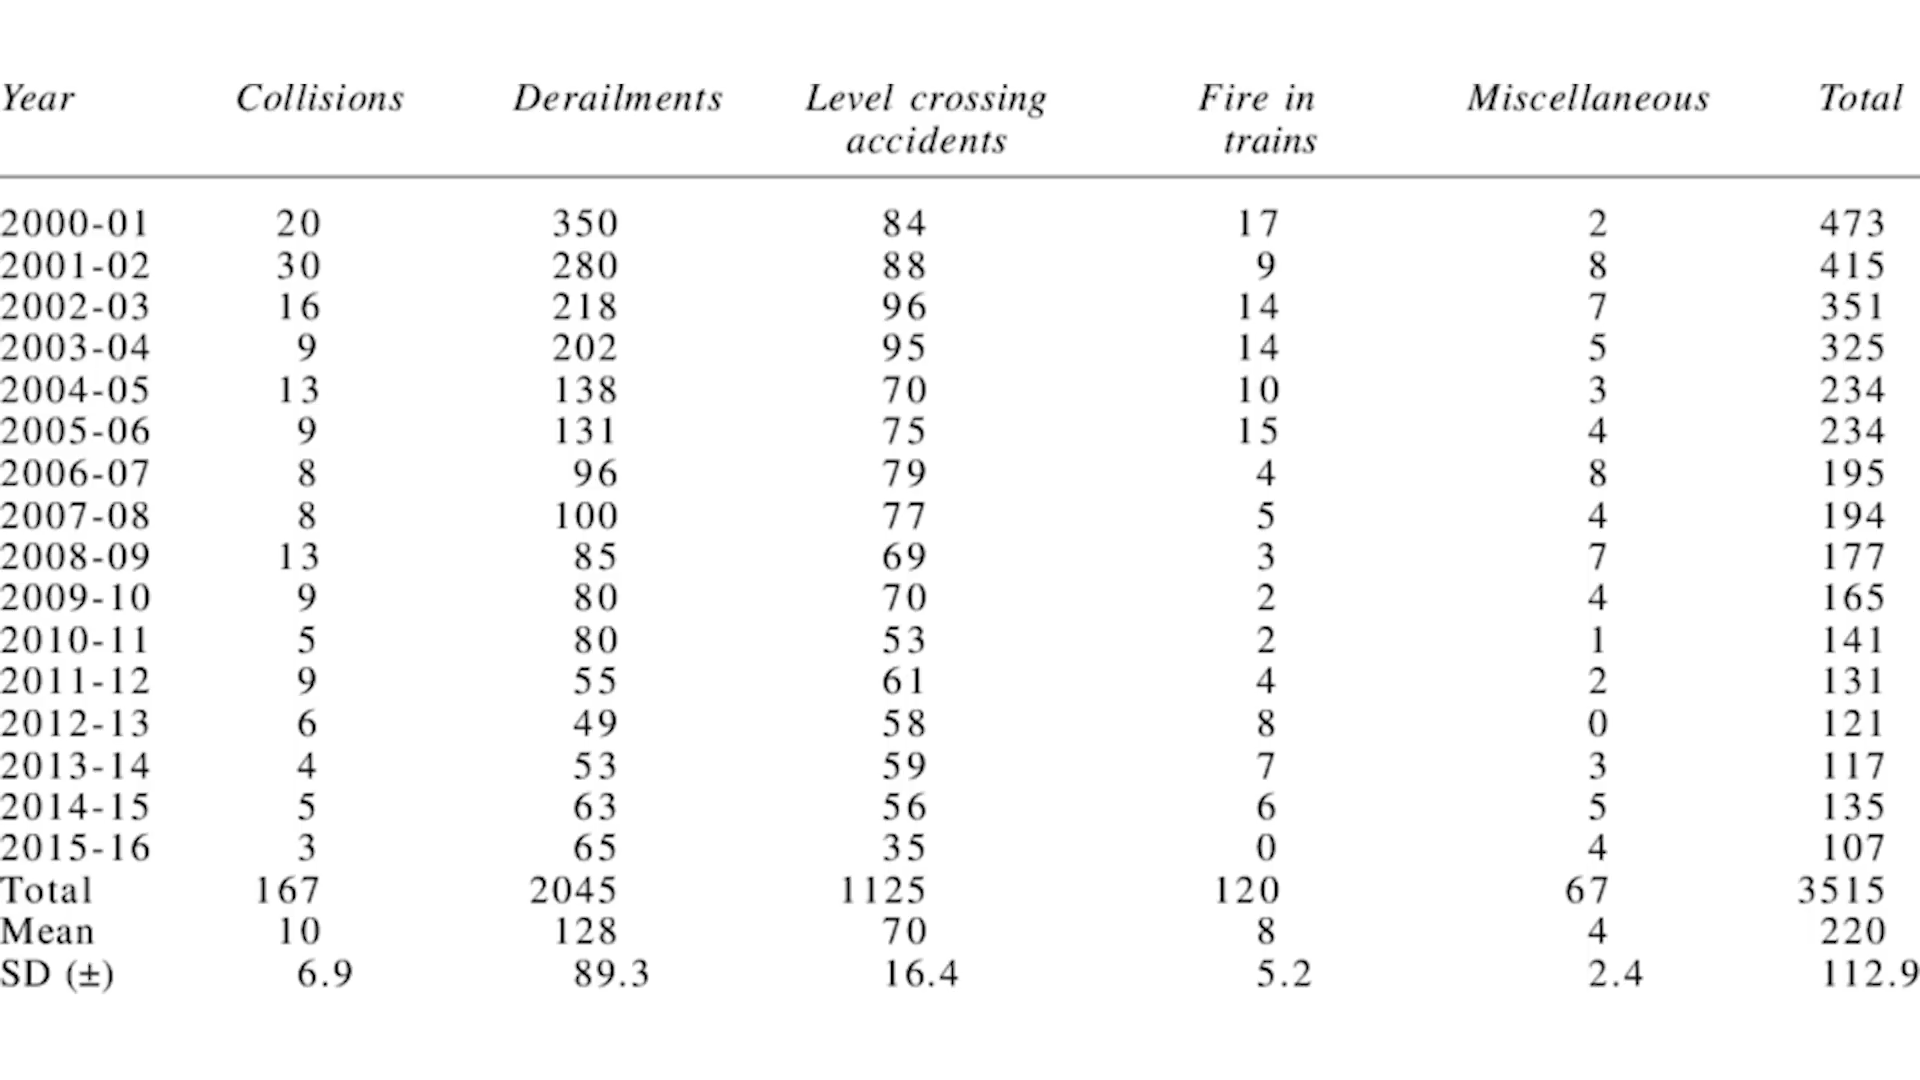 Year Collisions Derailments Level crossing Fire in Miscellaneous Total
accidents trains
2000-01 20 350 84 17 2 473
2001-02 30 280 88 9 8 415
2002-03 16 218 96 14 7 351
2003-04 9 202 95 14 5 325
2004-05 13 138 70 10 3 234
2005-06 9 131 75 15 4 234
2006-07 8 96 79 4 8 195
2007-08 8 100 77 5 4 194
2008-09 13 85 69 3 7 177
2009-10 9 80 70 2 4 165
2010-11 5 80 53 2 1 141
2011-12 9 55 61 4 2 131
2012-13 6 49 58 8 0 121
2013-14 4 53 59 7 3 117
2014-15 5 63 56 6 5 135
2015-16 3 65 35 0 4 107
Total 167 2045 1125 120 67 3515
Mean 10 128 70 8 4 220
SD (±) 6.9 89.3 16.4 5.2 2.4 112.9